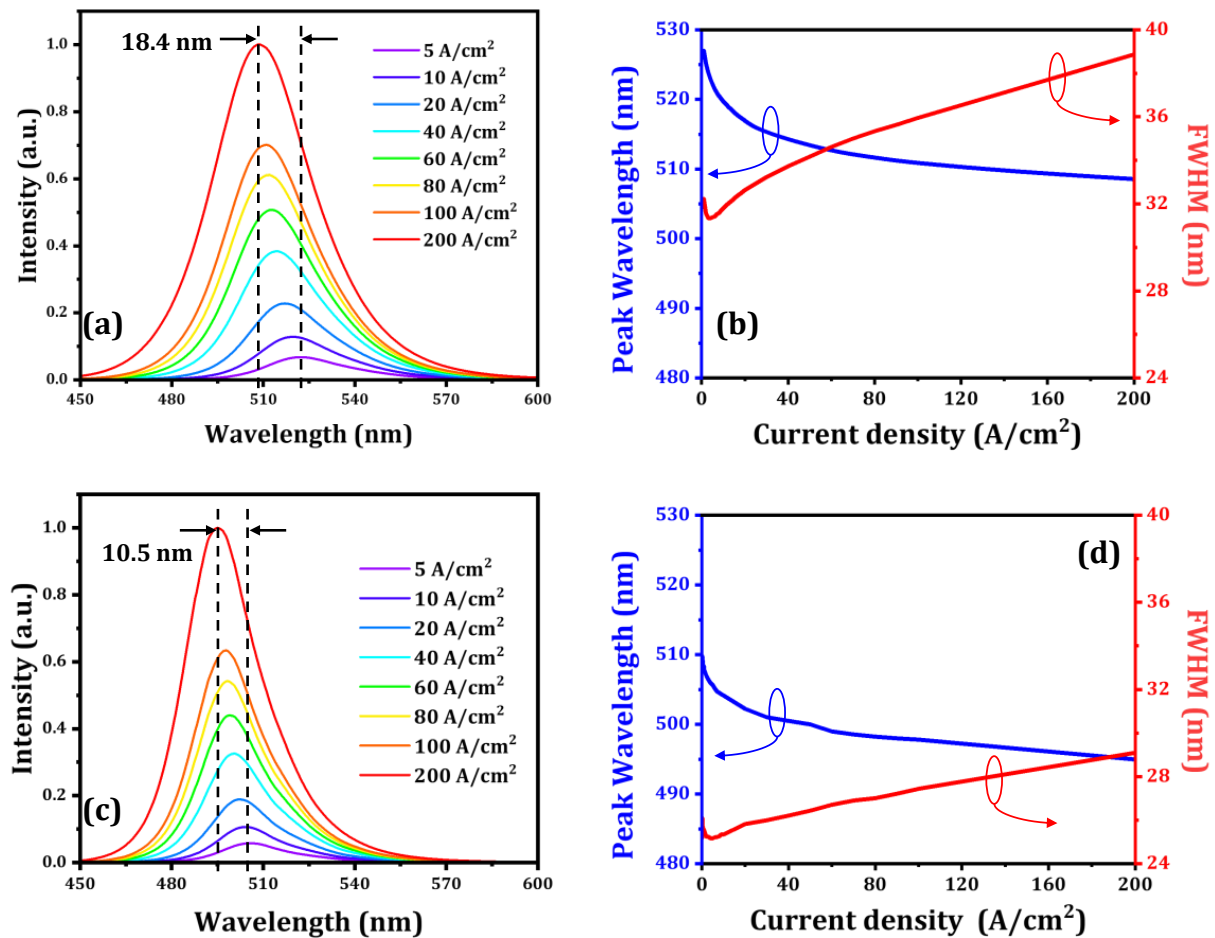 18.4 nm
5 A/cm²
10 A/cm²
20 A/cm²
40 A/cm²
60 A/cm²
80 A/cm²
100 A/cm²
200 A/cm²
Intensity (a.u.)
1.0
0.8
0.6
0.4
0.2
0.0
(a)
450
480
510
540
570
600
Wavelength (nm)
Peak Wavelength (nm)
530
520
510
500
490
480
(b)
40
36
32
28
24
FWHM (nm)
0
40
80
120
160
200
Current density (A/cm²)
10.5 nm
5 A/cm²
10 A/cm²
20 A/cm²
40 A/cm²
60 A/cm²
80 A/cm²
100 A/cm²
200 A/cm²
Intensity (a.u.)
1.0
0.8
0.6
0.4
0.2
0.0
(c)
450
480
510
540
570
600
Wavelength (nm)
Peak Wavelength (nm)
530
520
510
500
490
480
(d)
40
36
32
28
24
FWHM (nm)
0
40
80
120
160
200
Current density (A/cm²)